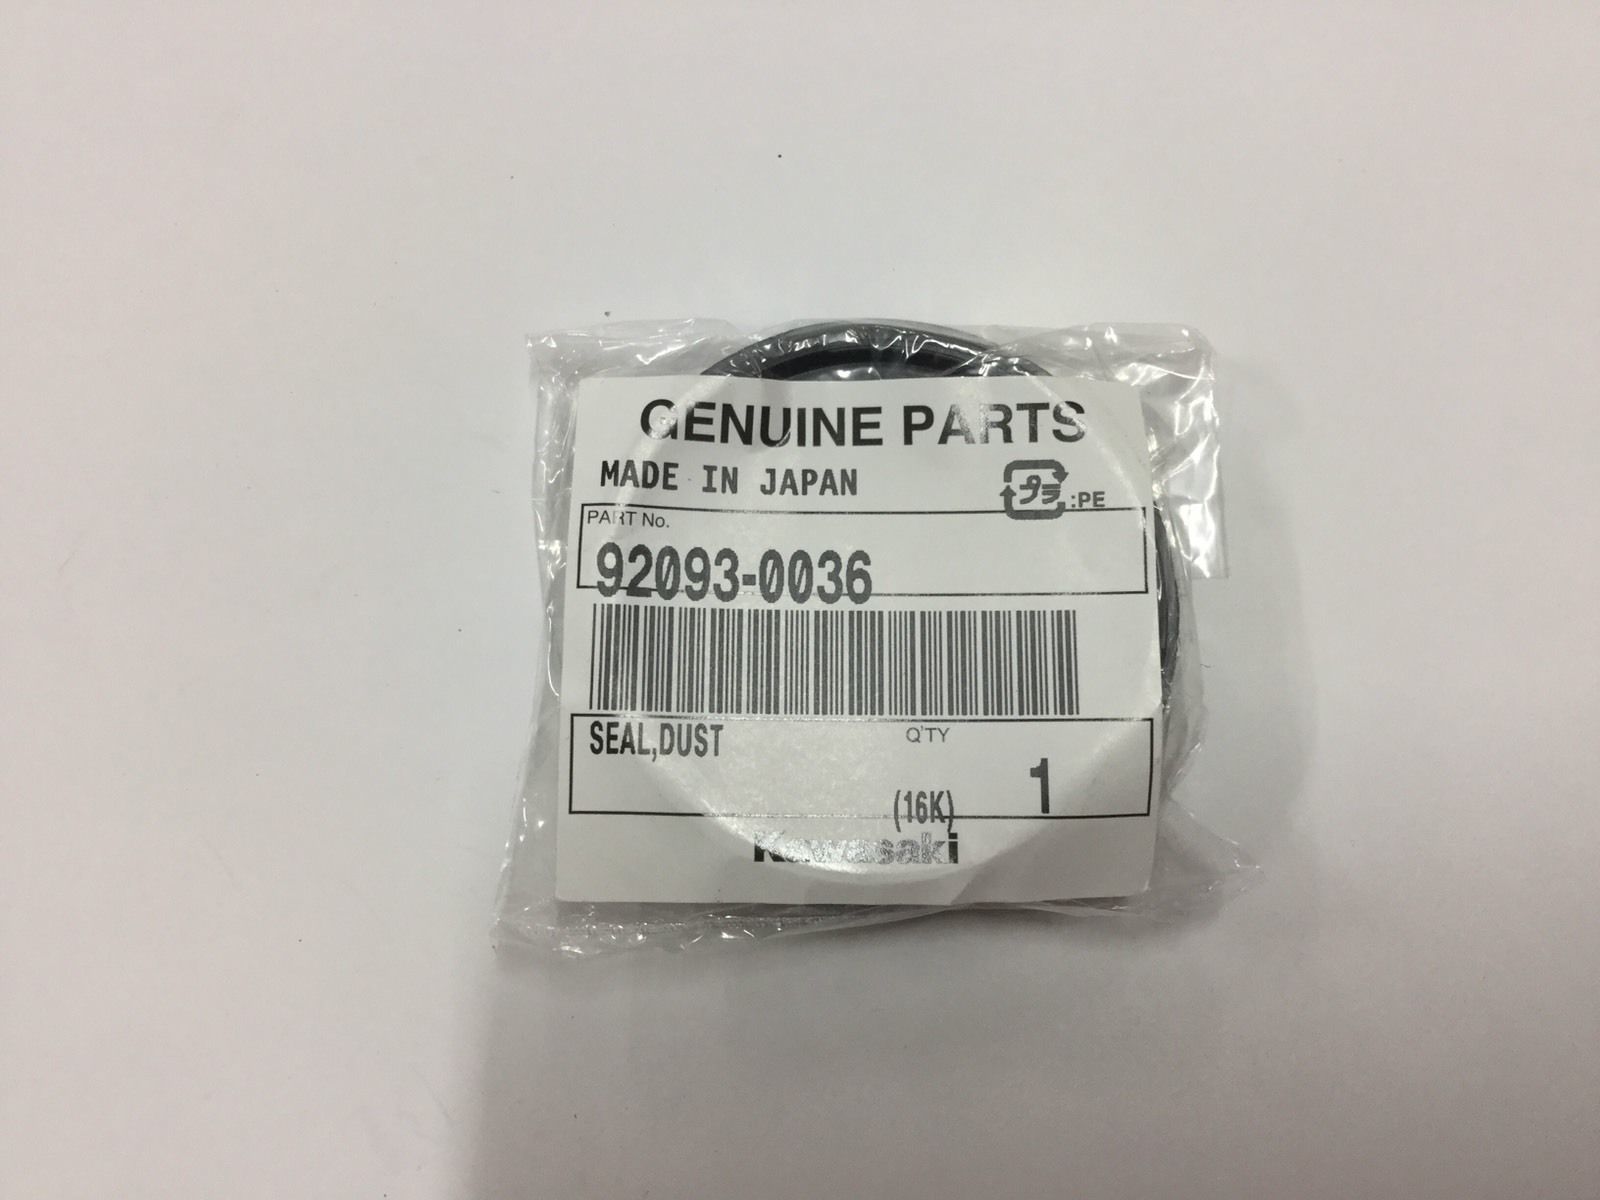 GENUINE PARTS
MADE IN JAPAN
プラ :PE
PART No.
92093-0036
SEAL,DUST
Q'TY
(16K)
1
Kawasaki